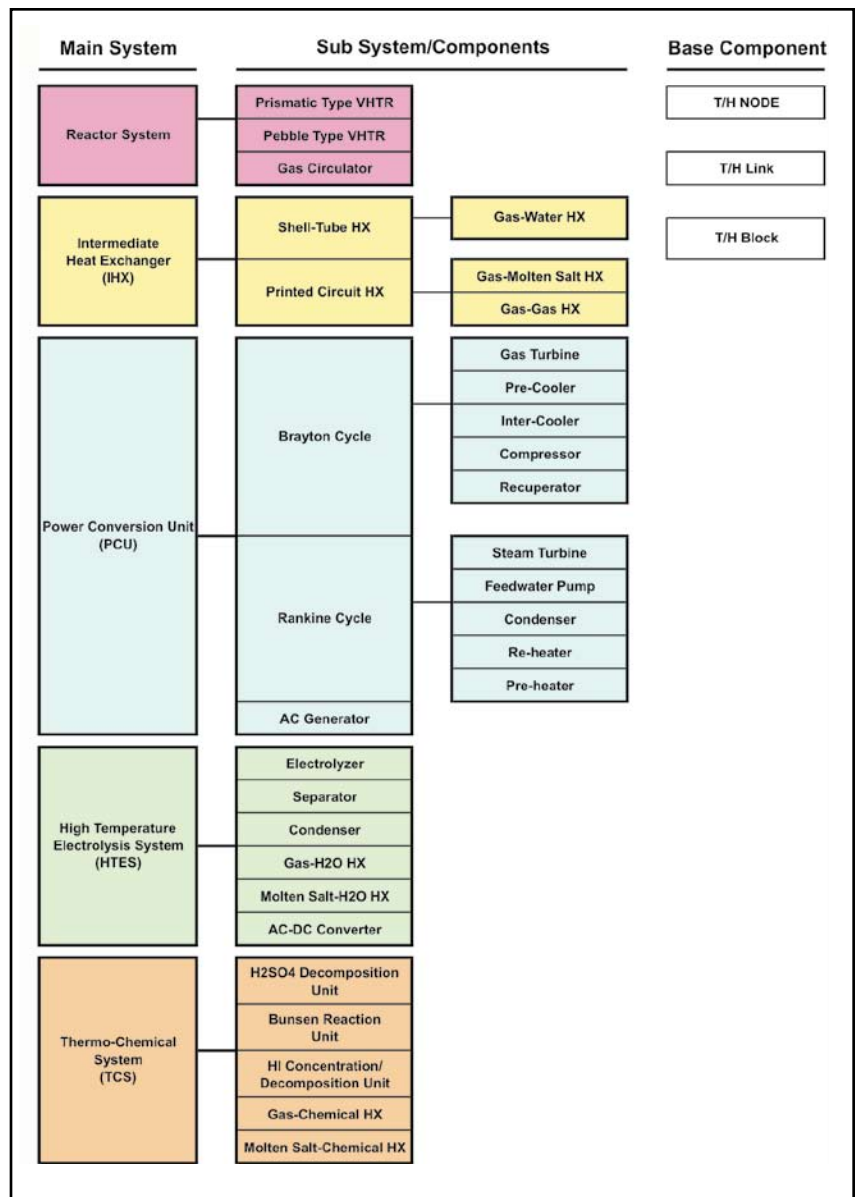 Main System
Sub System/Components
Base Component
Reactor System
Prismatic Type VHTR
Pebble Type VHTR
Gas Circulator
T/H NODE
T/H Link
T/H Block
Intermediate
Heat Exchanger
(IHX)
Shell-Tube HX
Printed Circuit HX
Gas-Water HX
Gas-Molten Salt HX
Gas-Gas HX
Power Conversion Unit
(PCU)
Brayton Cycle
Gas Turbine
Pre-Cooler
Inter-Cooler
Compressor
Recuperator
Rankine Cycle
Steam Turbine
Feedwater Pump
Condenser
Re-heater
Pre-heater
AC Generator
High Temperature
Electrolysis System
(HTES)
Electrolyzer
Separator
Condenser
Gas-H2O HX
Molten Salt-H2O HX
AC-DC Converter
Thermo-Chemical
System
(TCS)
H2SO4 Decomposition
Unit
Bunsen Reaction
Unit
HI Concentration/
Decomposition Unit
Gas-Chemical HX
Molten Salt-Chemical HX